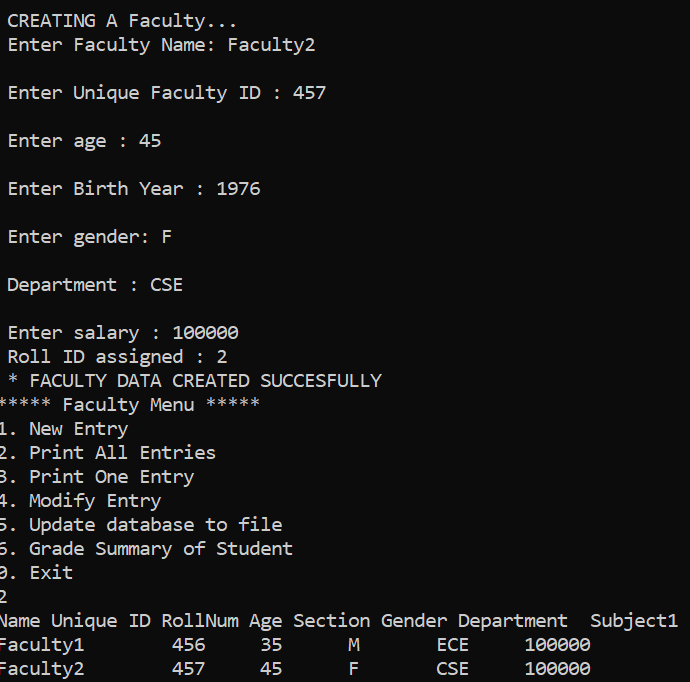 CREATING A Faculty...
Enter Faculty Name: Faculty2
Enter Unique Faculty ID : 457
Enter age : 45
Enter Birth Year : 1976
Enter gender: F
Department : CSE
Enter salary : 100000
Roll ID assigned : 2
* FACULTY DATA CREATED SUCCESFULLY
***** Faculty Menu *****
1. New Entry
2. Print All Entries
3. Print One Entry
4. Modify Entry
5. Update database to file
6. Grade Summary of Student
0. Exit
2
Name Unique ID RollNum Age Section Gender Department  Subject1
Faculty1        456     35      M       ECE     100000
Faculty2        457     45      F       CSE     100000